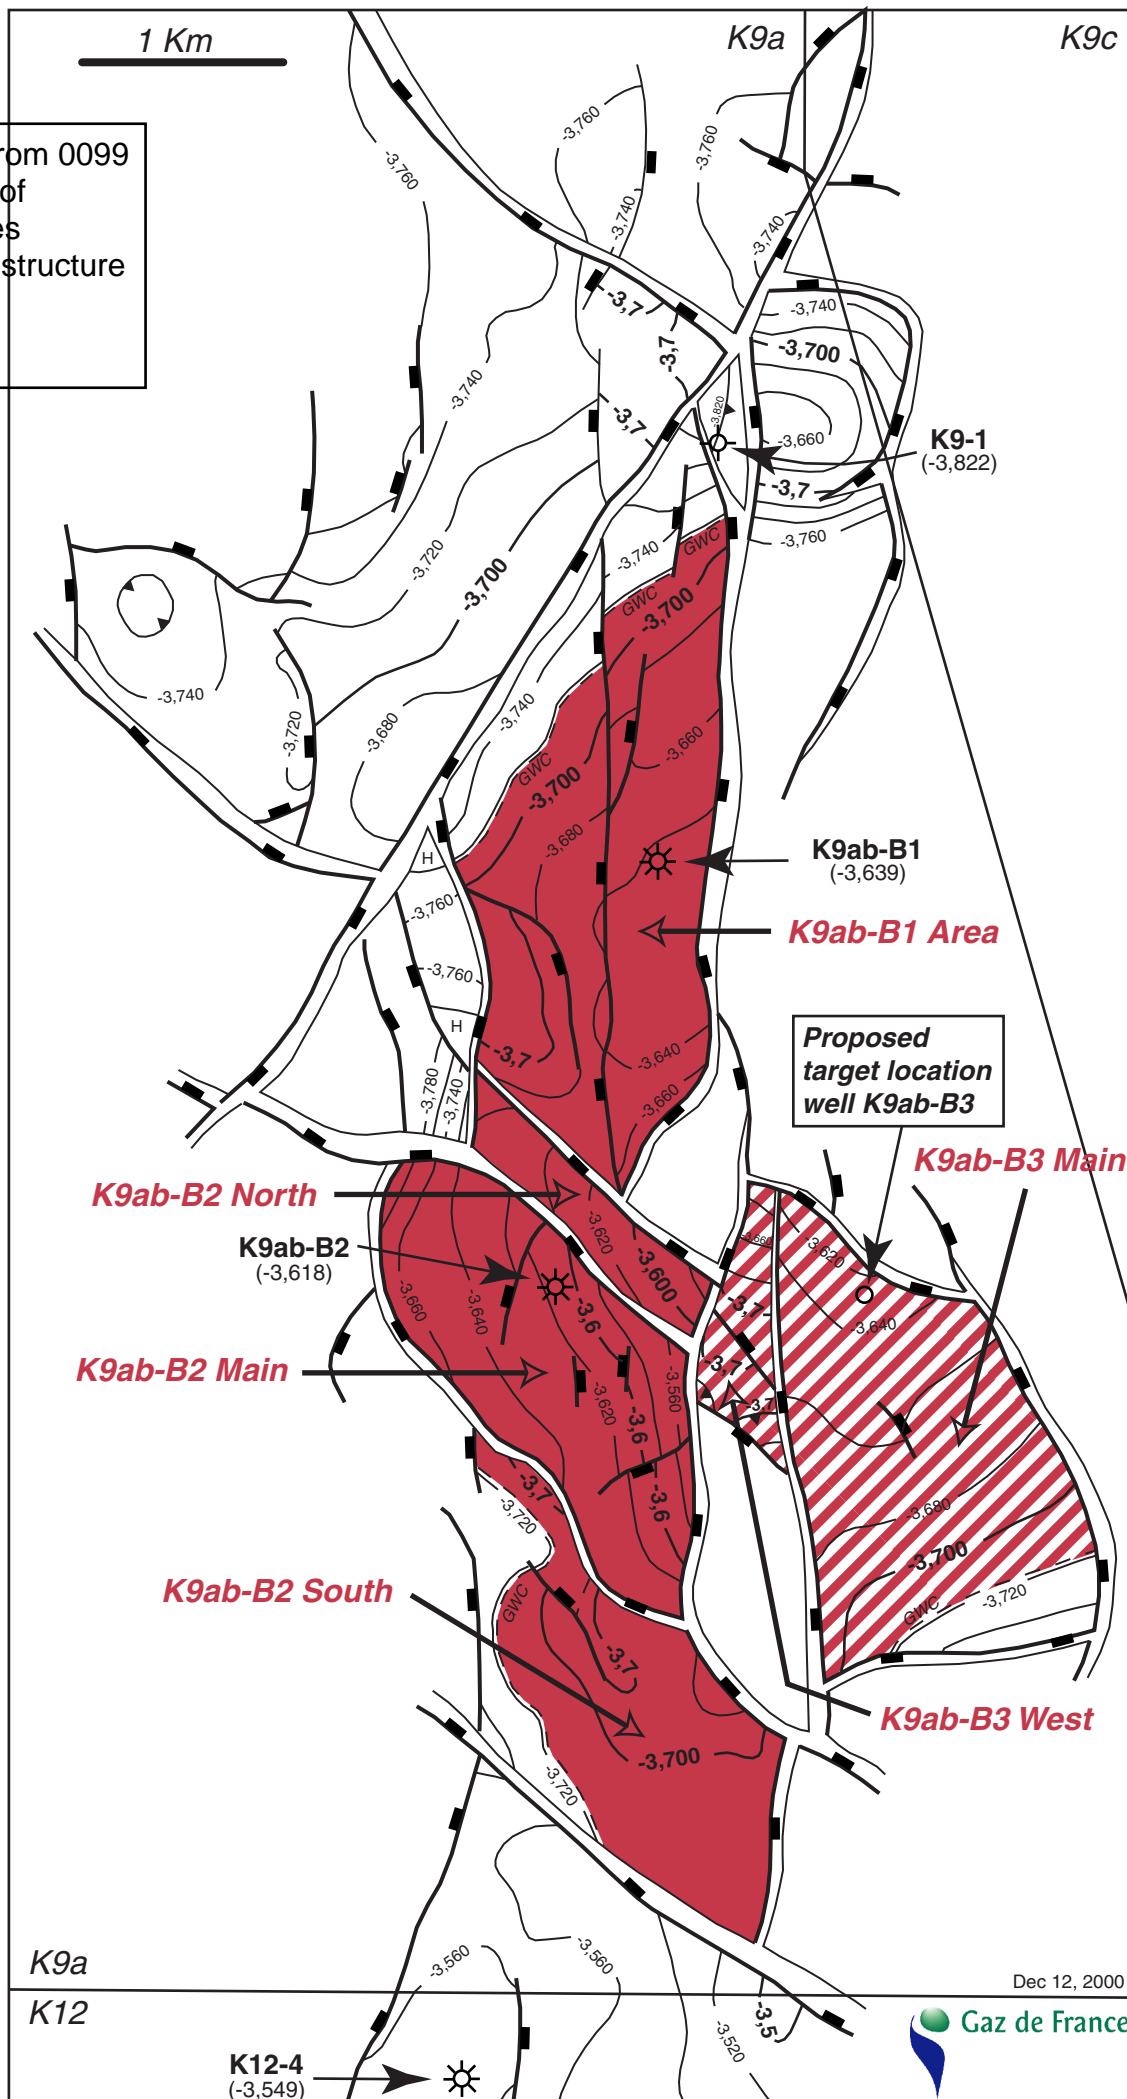 1 Km
K9a
K9c
rom 0099
of
es
structure
-3,760
-3,760
-3,760
-3,740
-3,740
-3,7
-3,7
-3,7
-3,740
-3,740
-3,700
-3,820
-3,660
K9-1
(-3,822)
-3,7
-3,760
-3,720
-3,700
-3,740
GWC
GWC
-3,700
-3,740
-3,720
-3,680
-3,740
GWC
-3,700
-3,660
-3,680
K9ab-B1
(-3,639)
H
-3,760
K9ab-B1 Area
-3,760
H
-3,7
-3,640
-3,660
-3,780
-3,740
Proposed
target location
well K9ab-B3
K9ab-B3 Main
K9ab-B2 North
-3,620
-3,600
-3,660
-3,620
K9ab-B2
(-3,618)
-3,660
-3,640
-3,6
-3,7
-3,640
K9ab-B2 Main
-3,620
-3,560
-3,7
-3,7
-3,6
-3,6
-3,7
-3,720
-3,680
-3,700
K9ab-B2 South
GWC
-3,720
GWC
-3,7
K9ab-B3 West
-3,700
-3,720
K9a
-3,560
-3,560
Dec 12, 2000
K12
-3,5
-3,520
Gaz de France
K12-4
(-3,549)